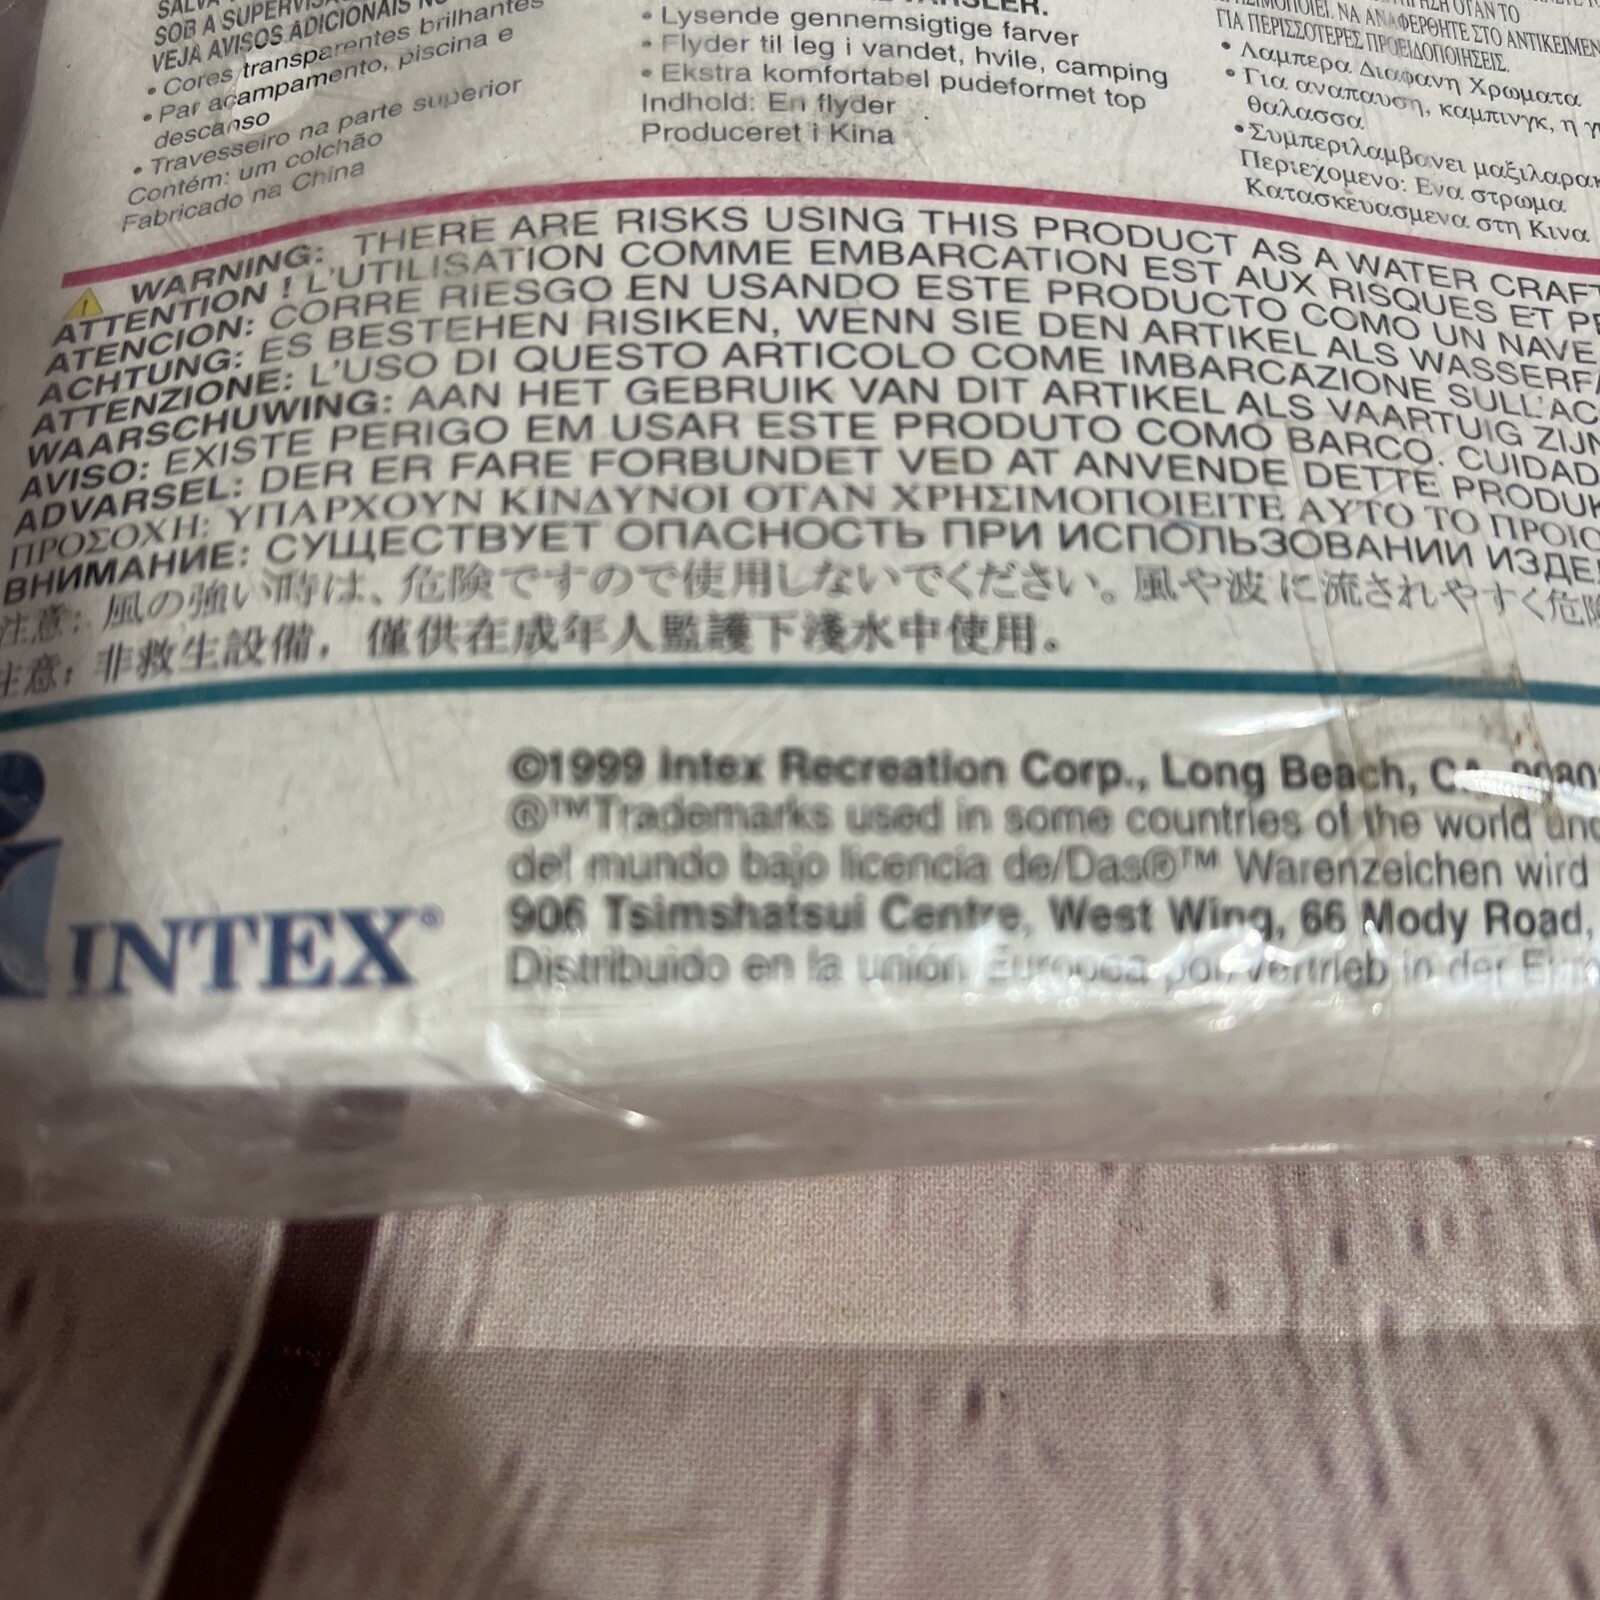 SOB A
VEJA AVISOS ADICIONAIS
• Cores transparentes brilhantes
• Par acampamento, piscina e
descanso
• Travesseiro na parte superior
Contém: um colchão
Fabricado na China
• Lysende gennemsigtige farver
• Flyder til leg i vandet, hvile, camping
• Ekstra komfortabel pudeformet top
Indhold: En flyder
Produceret i Kina
ΝΑ ΑΝΑΦΕΡΘΗΤΕ ΣΤΟ
ΓΙΑ ΠΕΡΙΣΣΟΤΕΡΕΣ ΠΡΟΕΙΔΟΠΟΙΗΣΕΙΣ.
• Λαμπερα Διαφανη Χρωματα
• Για αναπαυση, καμπινγκ, η
θαλασσα
• Συμπεριλαμβανει
Περιεχομενο: Ενα στρωμα
Κατασκευασμενα στη Κινα
WARNING: THERE ARE RISKS USING THIS PRODUCT AS A WATER CRAFT
ATTENTION ! L'UTILISATION COMME EMBARCATION EST AUX RISQUES ET
ATENCION: CORRE RIESGO EN USANDO ESTE PRODUCTO COMO UN NAVE
ACHTUNG: ES BESTEHEN RISIKEN, WENN SIE DEN ARTIKEL ALS
ATTENZIONE: L'USO DI QUESTO ARTICOLO COME IMBARCAZIONE
WAARSCHUWING: AAN HET GEBRUIK VAN DIT ARTIKEL ALS VAARTUIG ZIJN
AVISO: EXISTE PERIGO EM USAR ESTE PRODUTO COMO BARCO.
ADVARSEL: DER ER FARE FORBUNDET VED AT ANVENDE DETTE
ΠΡΟΣΟΧΗ: ΥΠΑΡΧΟΥΝ ΚΙΝΔΥΝΟΙ ΟΤΑΝ ΧΡΗΣΙΜΟΠΟΙΕΙΤΕ ΑΥΤΟ ΤΟ
ВНИМАНИЕ: СУЩЕСТВУЕТ ОПАСНОСТЬ ПРИ ИСПОЛЬЗОВАНИИ
注意: 風の強い時は、危険ですので使用しないでください。風や波に流されやすく
注意: 非救生設備，僅供在成年人監護下淺水中使用。
©1999 Intex Recreation Corp., Long Beach, CA
®™Trademarks used in some countries of the world
del mundo bajo licencia de/Das®™ Warenzeichen wird
906 Tsimshatsui Centre, West Wing, 66 Mody Road,
Distribuido en la unión Europea por/Vertrieb in der
INTEX®